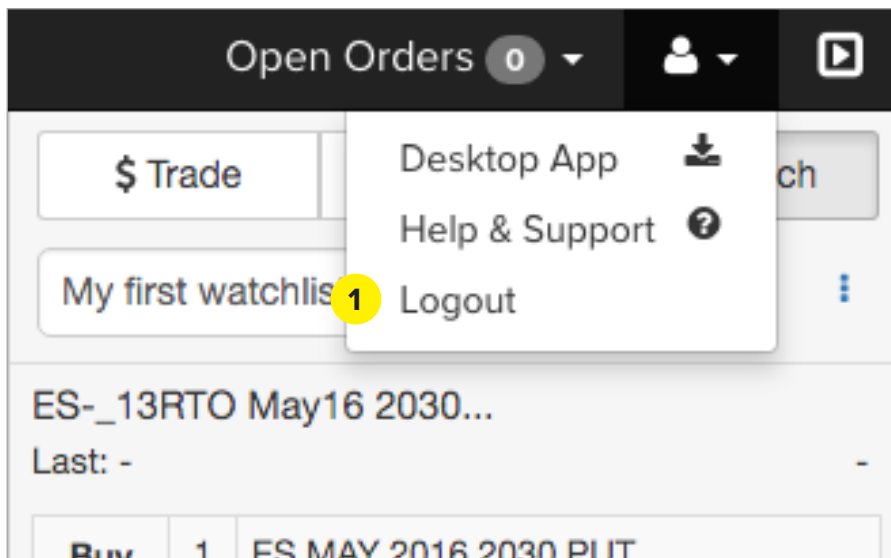 Open Orders 0
$ Trade
ch
Desktop App
Help & Support ?
My first watchlis
1 Logout
ES-_13RTO May16 2030...
Last: - -
Buy 1 ES MAY 2016 2030 PUT